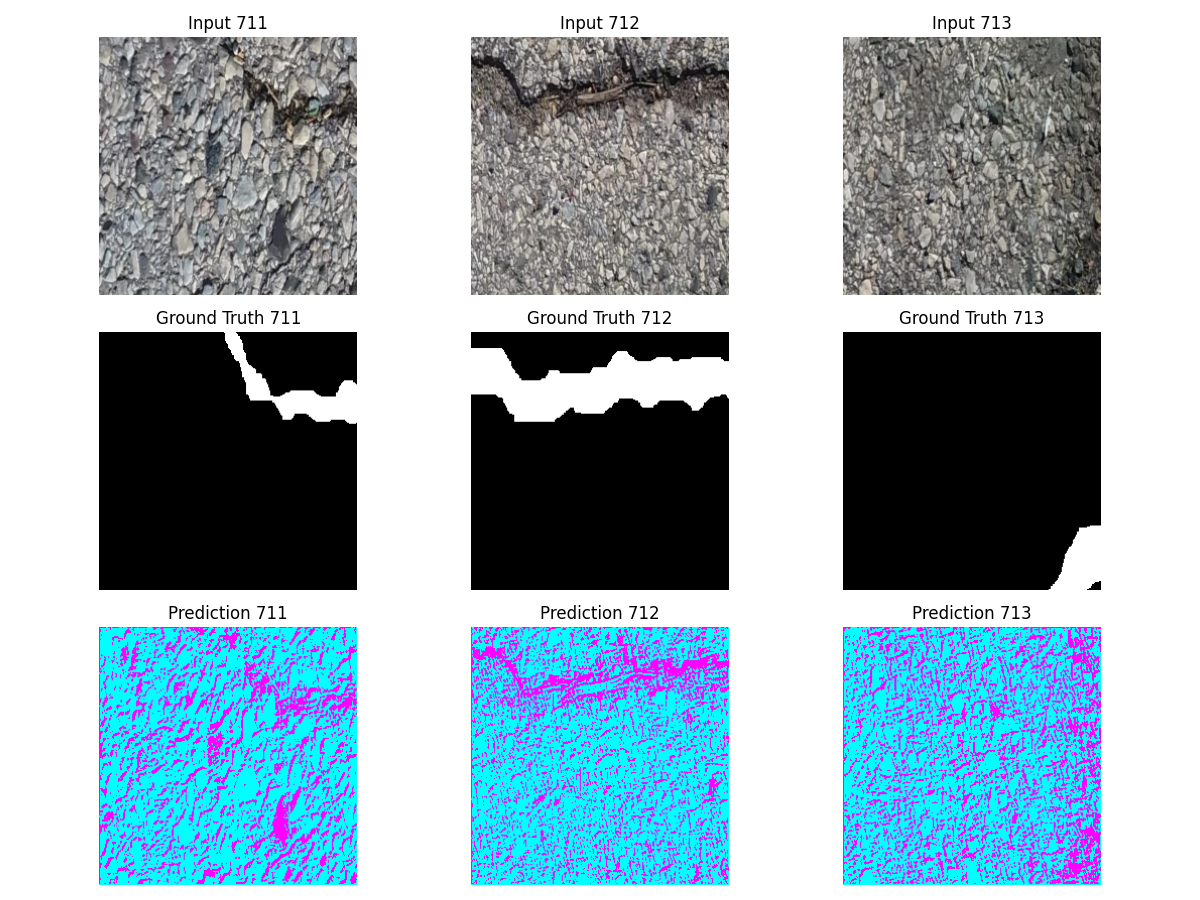 Input 711
Input 712
Input 713
Ground Truth 711
Ground Truth 712
Ground Truth 713
Prediction 711
Prediction 712
Prediction 713